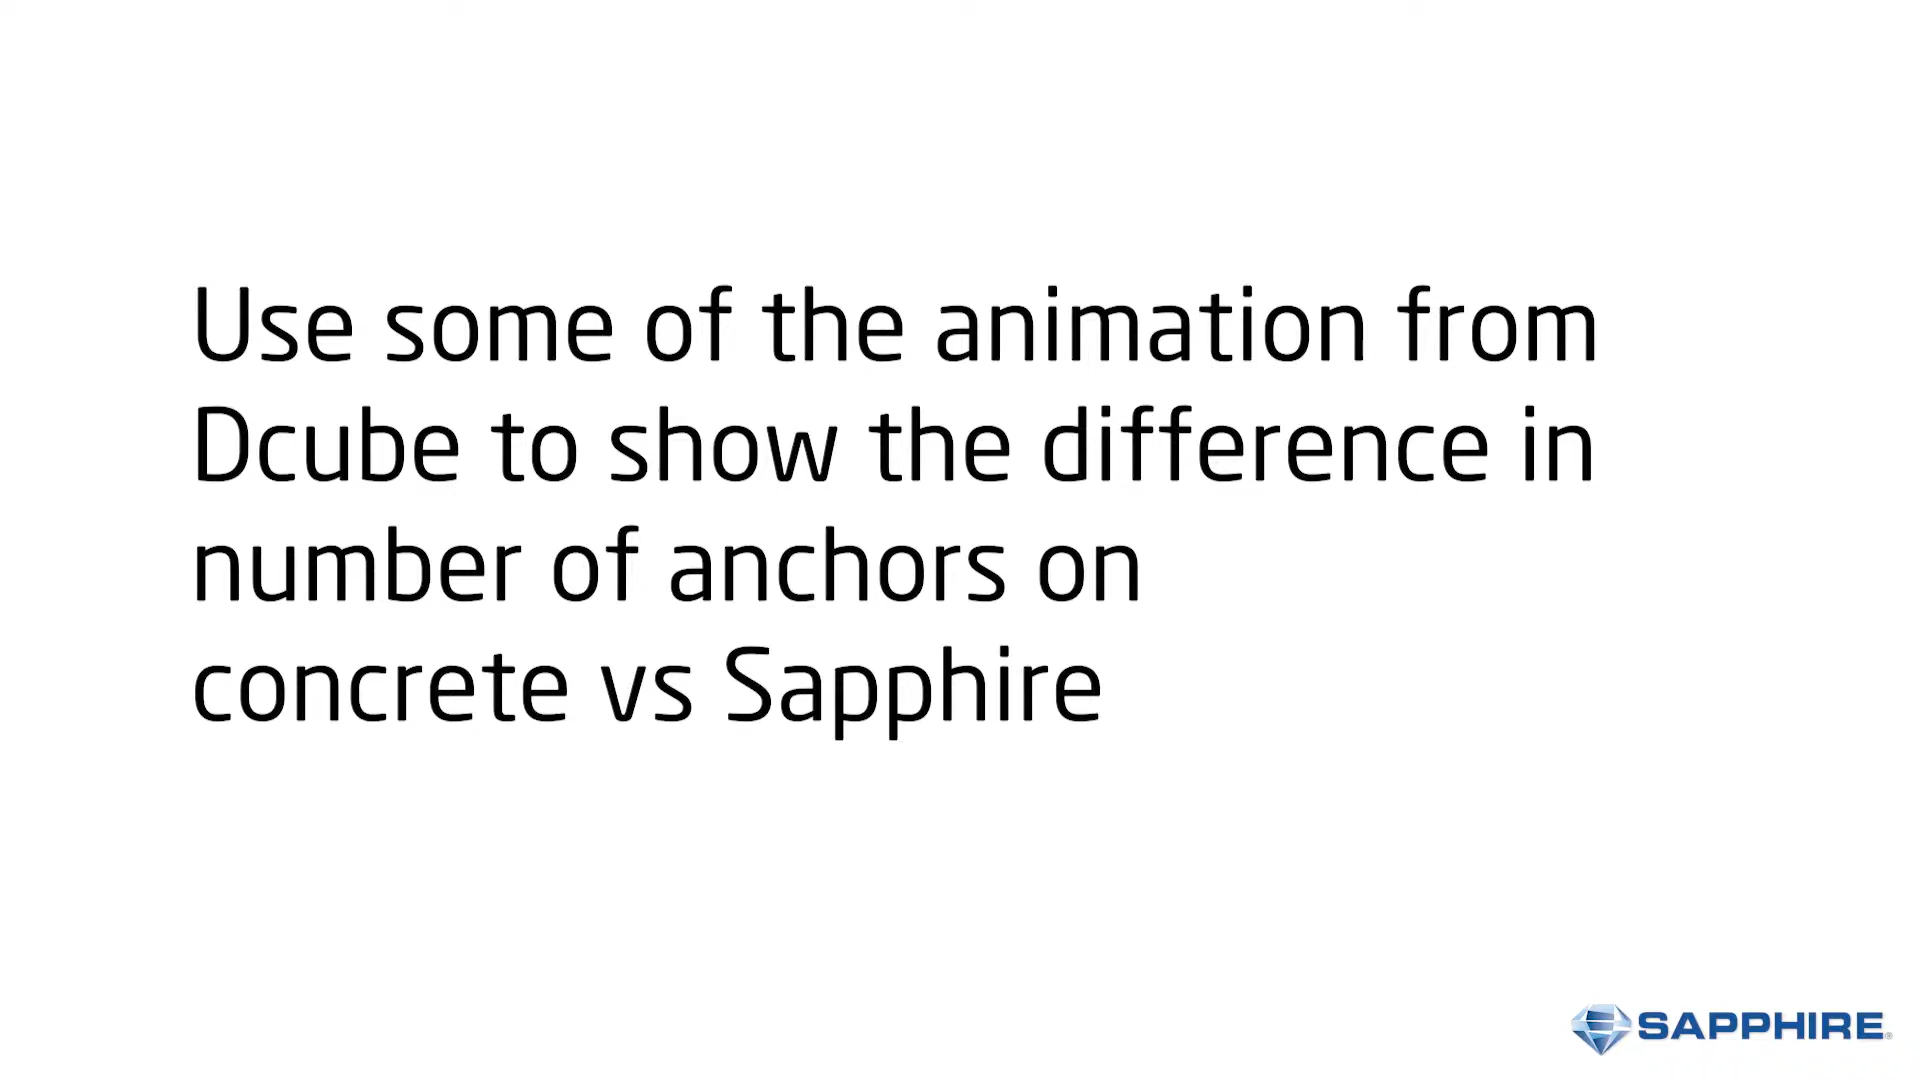 Use some of the animation from
Dcube to show the difference in
number of anchors on
concrete vs Sapphire
SAPPHIRE®